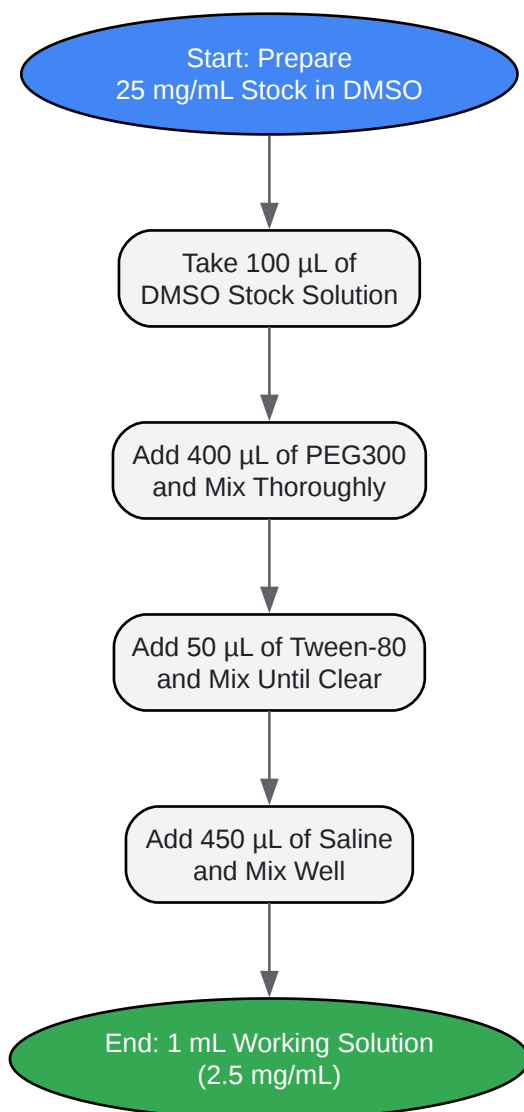 Start: Prepare
25 mg/mL Stock in DMSO
Take 100 µL of
DMSO Stock Solution
Add 400 µL of PEG300
and Mix Thoroughly
Add 50 µL of Tween-80
and Mix Until Clear
Add 450 µL of Saline
and Mix Well
End: 1 mL Working Solution
(2.5 mg/mL)